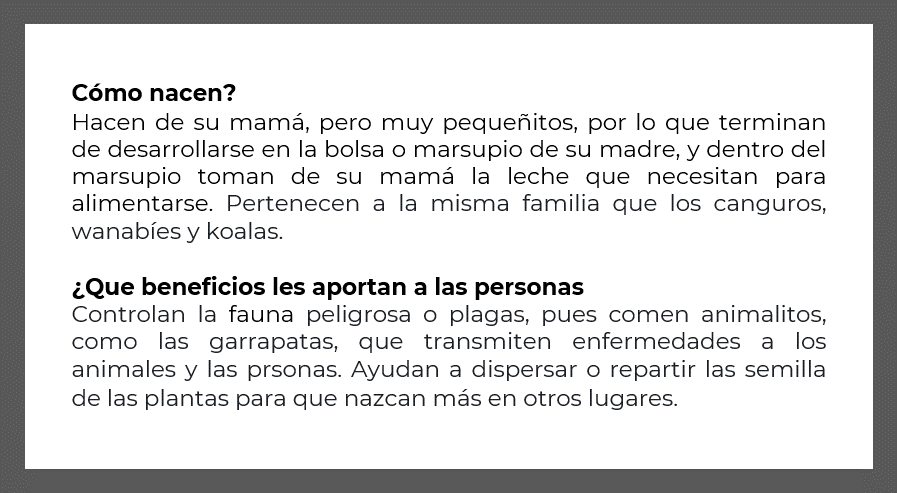 Cómo nacen?
Hacen de su mamá, pero muy pequeñitos, por lo que terminan
de desarrollarse en la bolsa o marsupio de su madre, y dentro del
marsupio toman de su mamá la leche que necesitan para
alimentarse. Pertenecen a la misma familia que los canguros,
wanabíes y koalas.
¿Que beneficios les aportan a las personas
Controlan la fauna peligrosa o plagas, pues comen animalitos,
como las garrapatas, que transmiten enfermedades a los
animales y las prsonas. Ayudan a dispersar o repartir las semilla
de las plantas para que nazcan más en otros lugares.